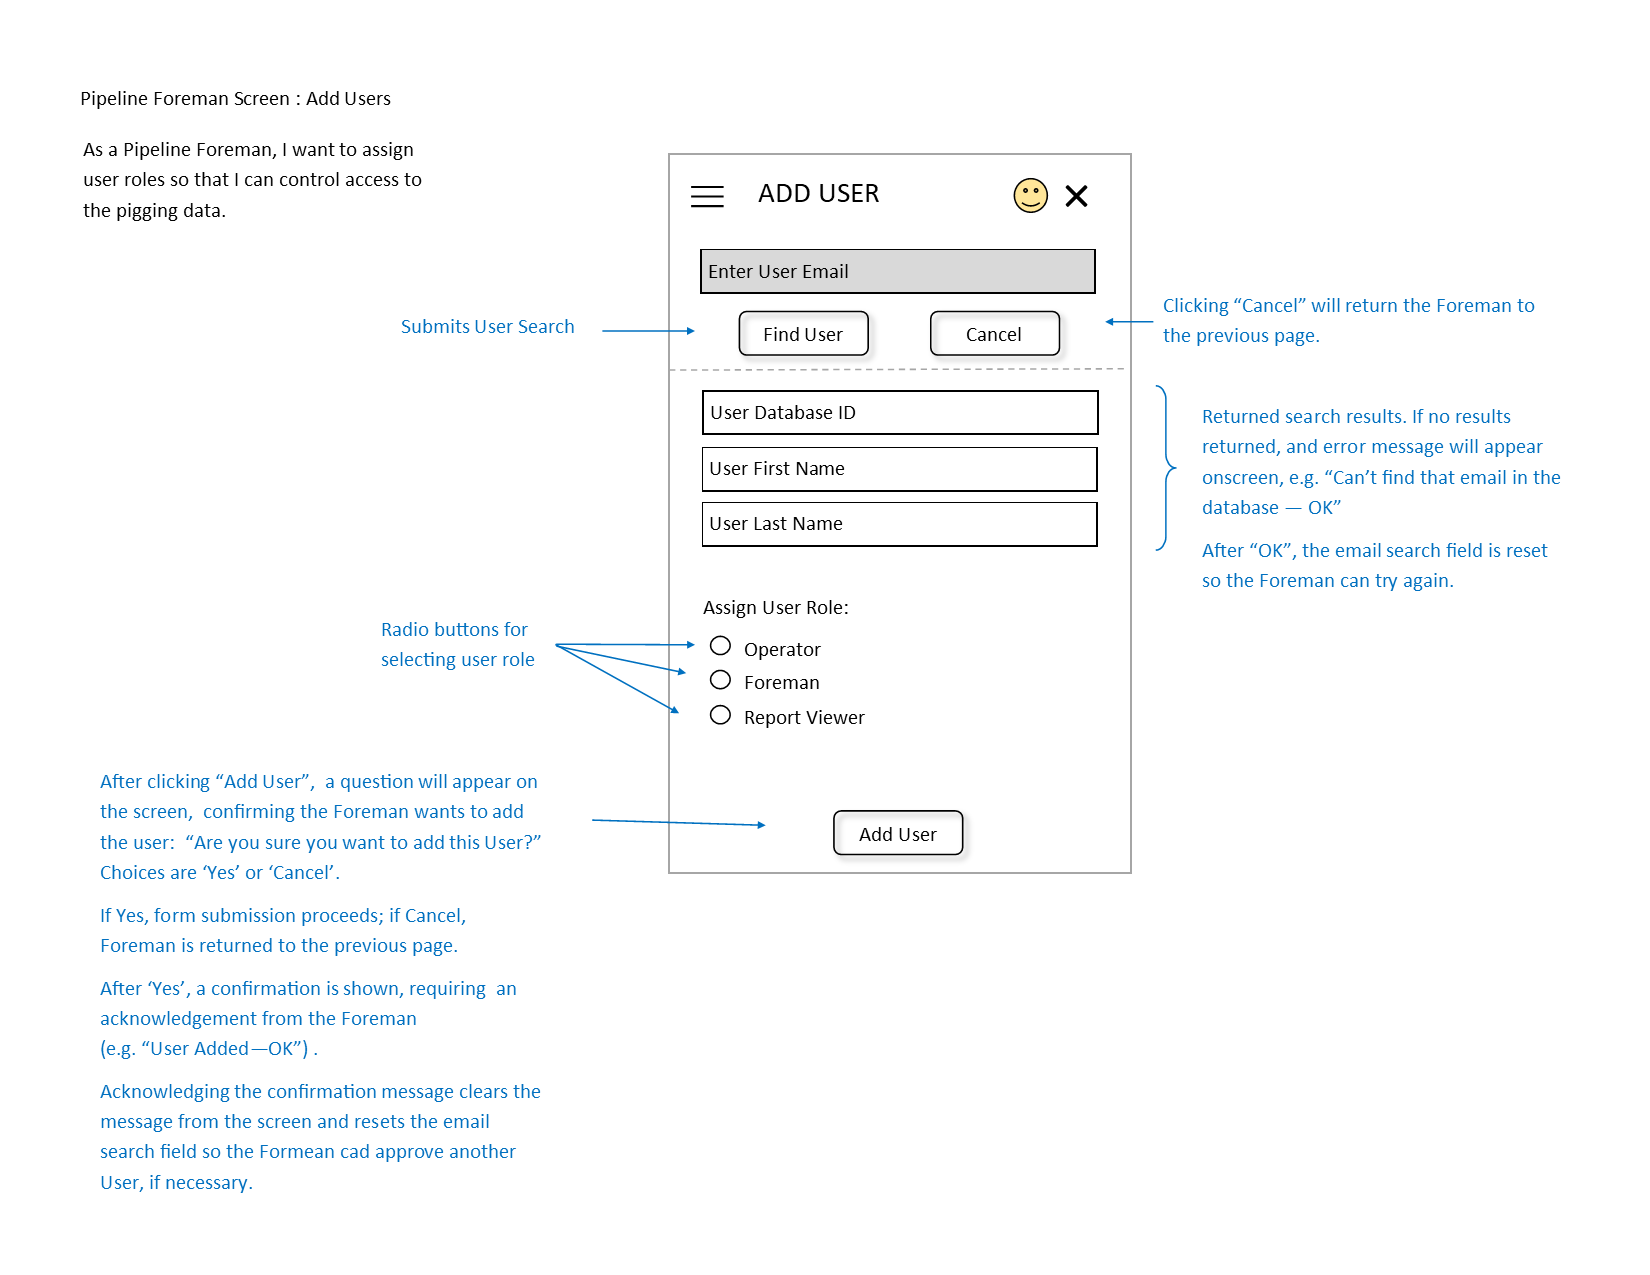 Pipeline Foreman Screen : Add Users
As a Pipeline Foreman, I want to assign
user roles so that I can control access to
the pigging data.
ADD USER
Enter User Email
Find User
Cancel
Submits User Search
Clicking “Cancel” will return the Foreman to
the previous page.
User Database ID
User First Name
User Last Name
Returned search results. If no results
returned, and error message will appear
onscreen, e.g. “Can’t find that email in the
database — OK”
After “OK”, the email search field is reset
so the Foreman can try again.
Assign User Role:
Operator
Foreman
Report Viewer
Radio buttons for
selecting user role
Add User
After clicking “Add User”,  a question will appear on
the screen,  confirming the Foreman wants to add
the user:  “Are you sure you want to add this User?”
Choices are ‘Yes’ or ‘Cancel’.
If Yes, form submission proceeds; if Cancel,
Foreman is returned to the previous page.
After ‘Yes’, a confirmation is shown, requiring  an
acknowledgement from the Foreman
(e.g. “User Added—OK”) .
Acknowledging the confirmation message clears the
message from the screen and resets the email
search field so the Formean cad approve another
User, if necessary.